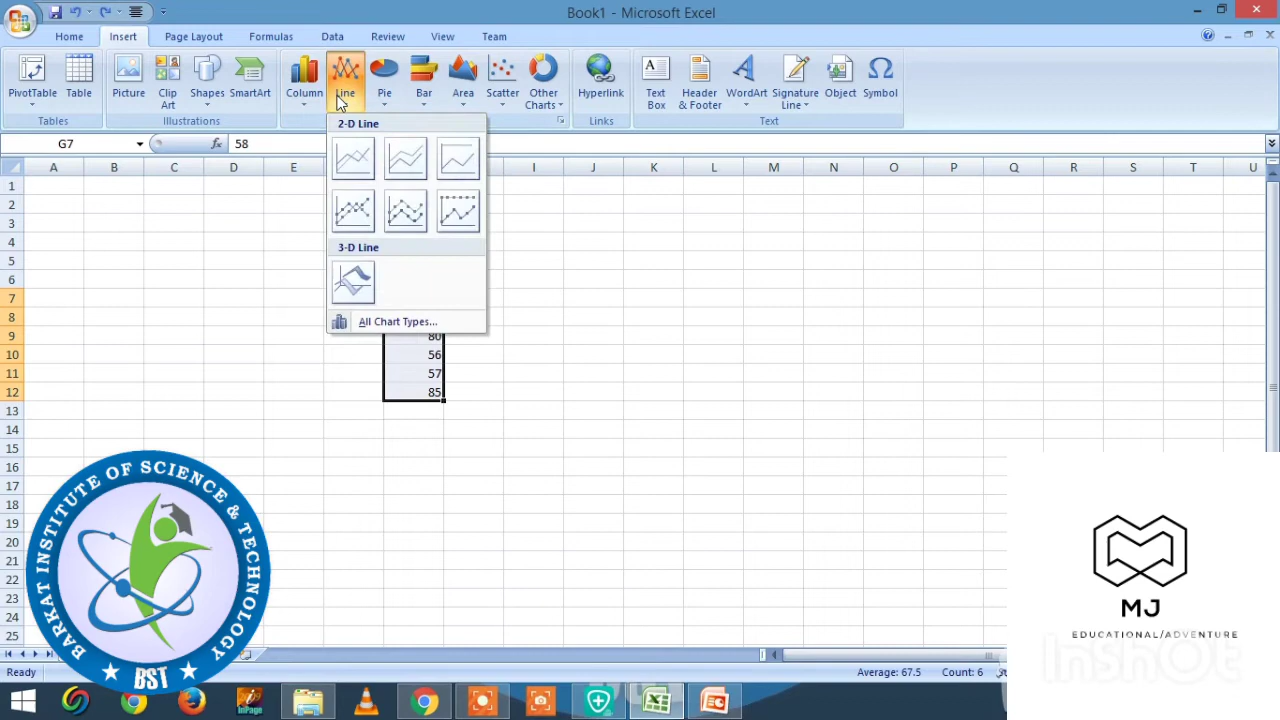 Book1 - Microsoft Excel
Home Insert Page Layout Formulas Data Review View Team
PivotTable Table Picture Clip Art Shapes SmartArt Column Line Pie Bar Area Scatter Other Charts Hyperlink Text Box Header & Footer WordArt Signature Line Object Symbol
Tables Illustrations Links Text
G7 fx 58
2-D Line
3-D Line
All Chart Types...
A B C D E I J K L M N O P Q R S T U
1
2
3
4
5
6
7
8
9 80
10 56
11 57
12 85
13
14
15
16
17
18
19
20
21
22
23
24
25
BARKAT INSTITUTE OF SCIENCE & TECHNOLOGY
BST
MJ
EDUCATIONAL/ADVENTURE
InShOt
Ready Average: 67.5 Count: 6
InPage